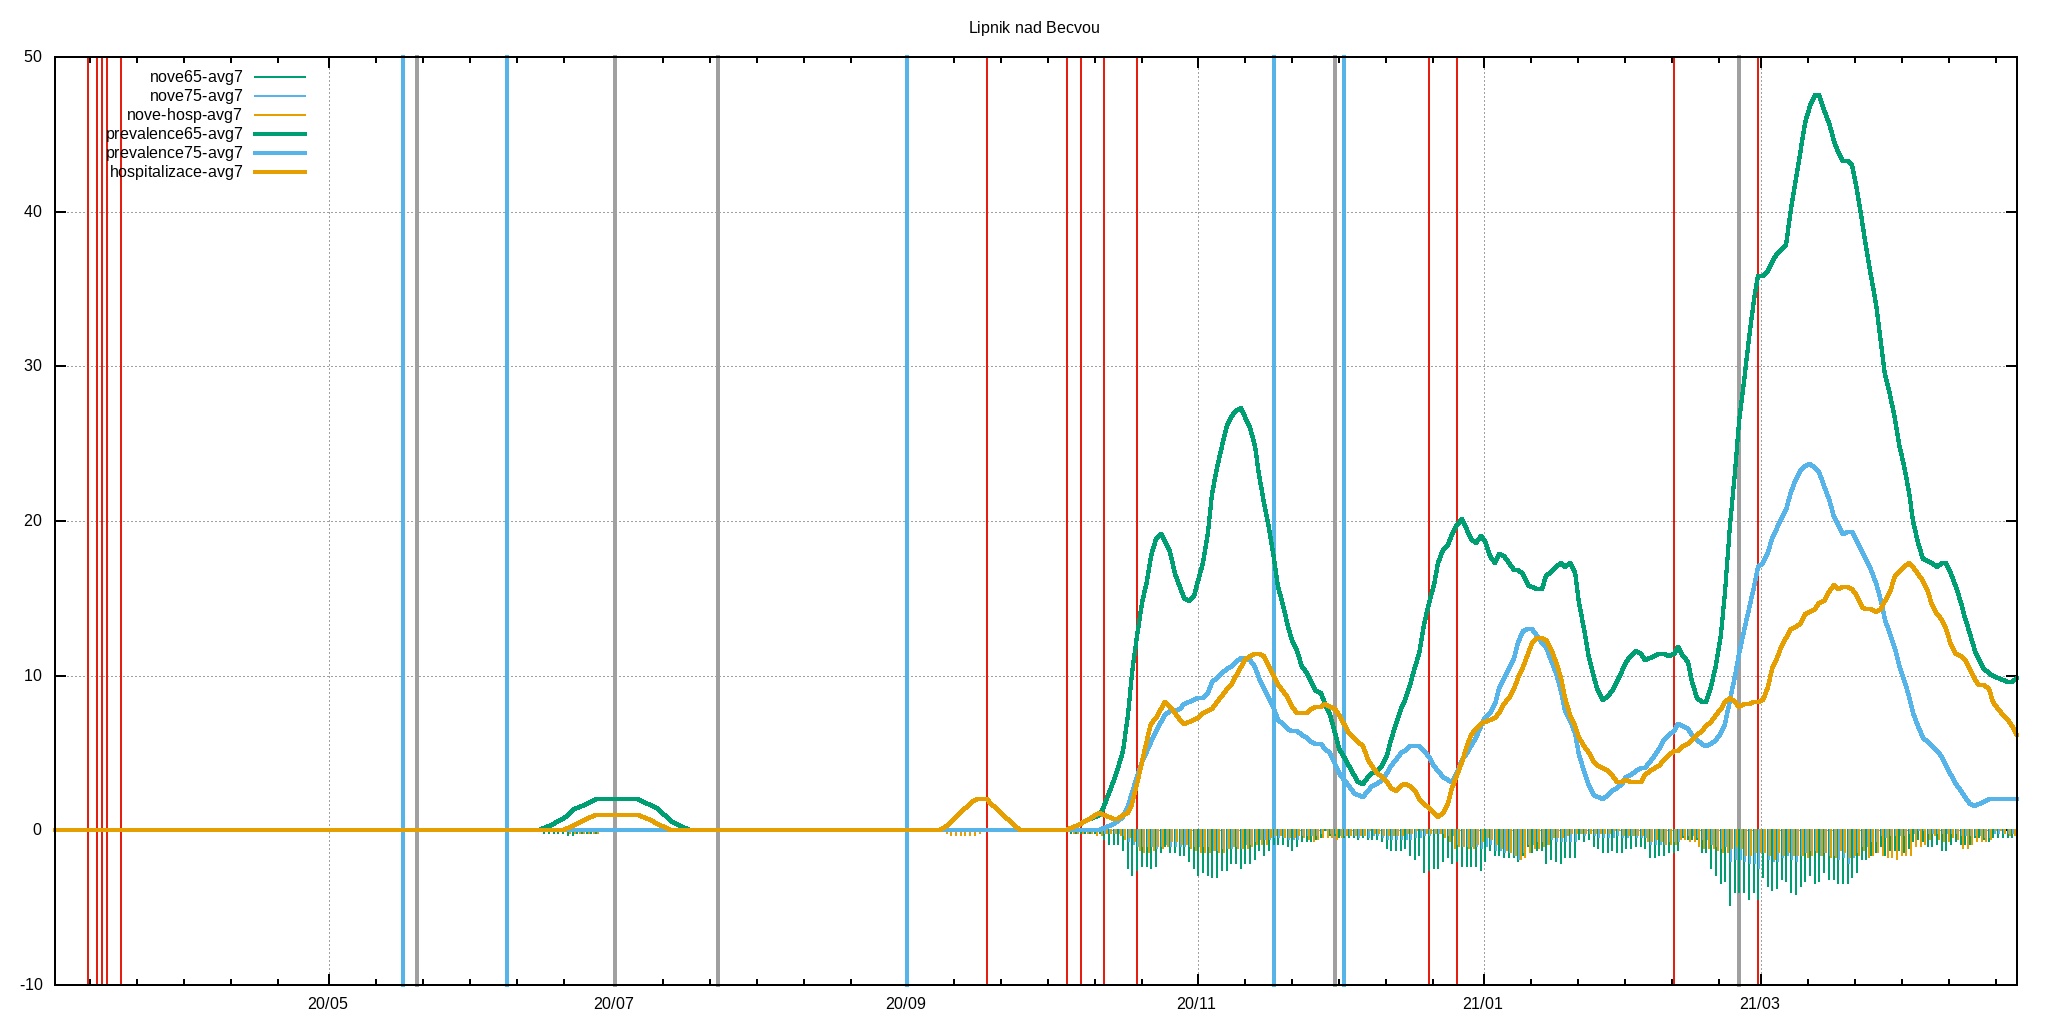 Lipnik nad Becvou
50
nove65-avg7
nove75-avg7
nove-hosp-avg7
prevalence65-avg7
prevalence75-avg7
hospitalizace-avg7
40
30
20
10
0
-10
20/05 20/07 20/09 20/11 21/01 21/03